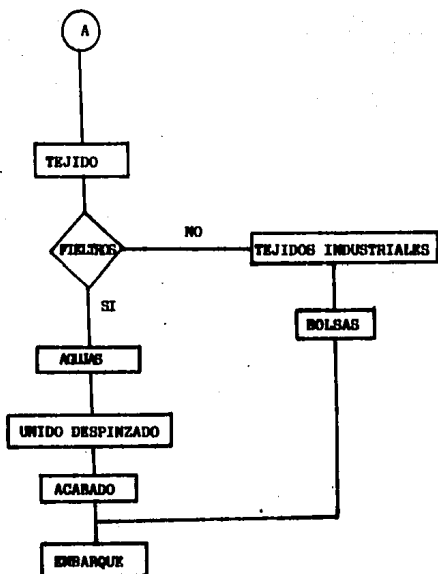 A
TEJIDO
FIELTROS
NO
TEJIDOS INDUSTRIALES
SI
BOLSAS
AGUJAS
UNIDO DESPINZADO
ACABADO
EMBARQUE